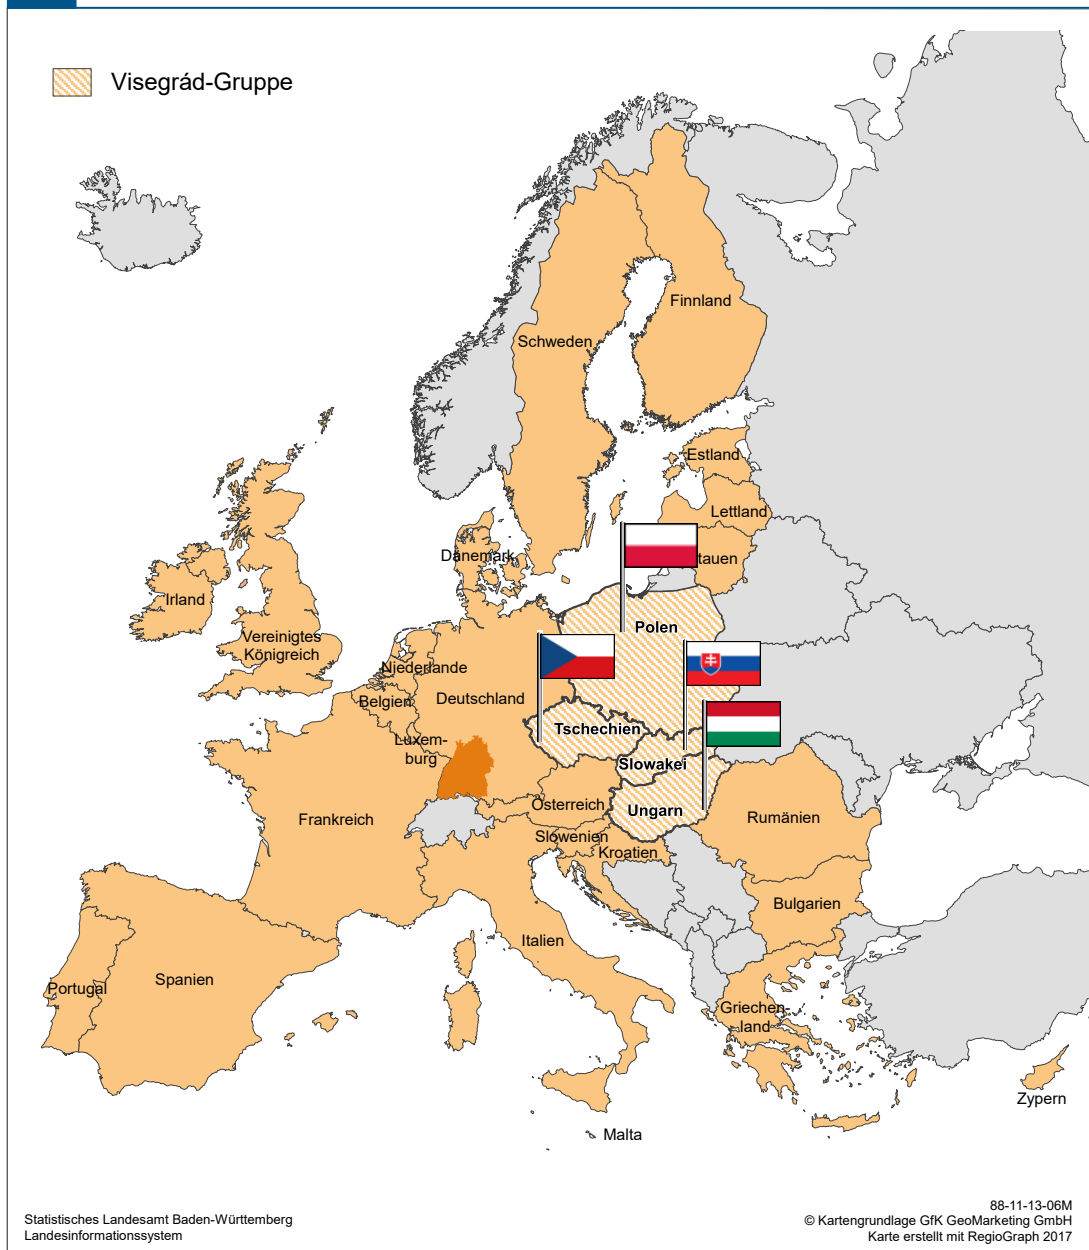 Visegrád-Gruppe
Finnland
Schweden
Estland
Lettland
tauen
Dänemark
Irland
Vereinigtes
Königreich
Polen
Niederlande
Deutschland
Belgien
Luxem-
burg
Tschechien
Slowakei
Österreich
Ungarn
Frankreich
Rumänien
Slowenien
Kroatien
Bulgarien
Italien
Spanien
Portugal
Griechen-
land
Zypern
Malta
Statistisches Landesamt Baden-Württemberg
Landesinformationssystem
88-11-13-06M
© Kartengrundlage GfK GeoMarketing GmbH
Karte erstellt mit RegioGraph 2017